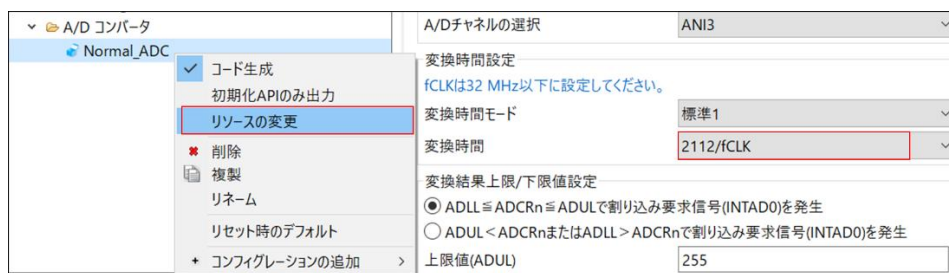 A/D コンバータ
Normal_ADC
コード生成
初期化APIのみ出力
リソースの変更
削除
複製
リネーム
リセット時のデフォルト
コンフィグレーションの追加
A/Dチャネルの選択 ANI3
変換時間設定
fCLKは32 MHz以下に設定してください。
変換時間モード 標準1
変換時間 2112/fCLK
変換結果上限/下限値設定
ADLL≦ADCRn≦ADULで割り込み要求信号(INTAD0)を発生
ADUL<ADCRnまたはADLL>ADCRnで割り込み要求信号(INTAD0)を発生
上限値(ADUL) 255